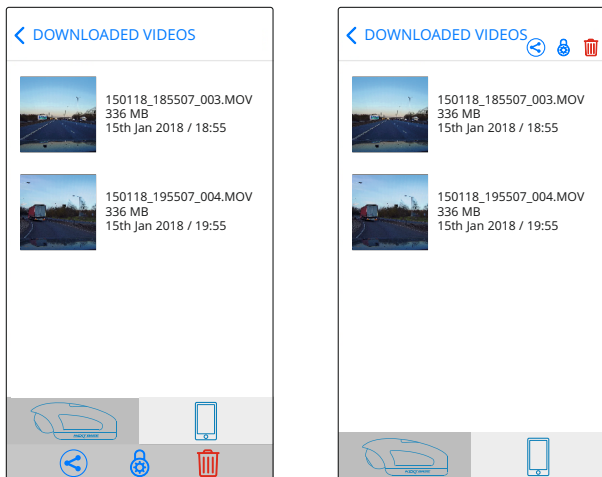 DOWNLOADED VIDEOS
150118_185507_003.MOV
336 MB
15th Jan 2018 / 18:55
150118_195507_004.MOV
336 MB
15th Jan 2018 / 19:55
DOWNLOADED VIDEOS
150118_185507_003.MOV
336 MB
15th Jan 2018 / 18:55
150118_195507_004.MOV
336 MB
15th Jan 2018 / 19:55